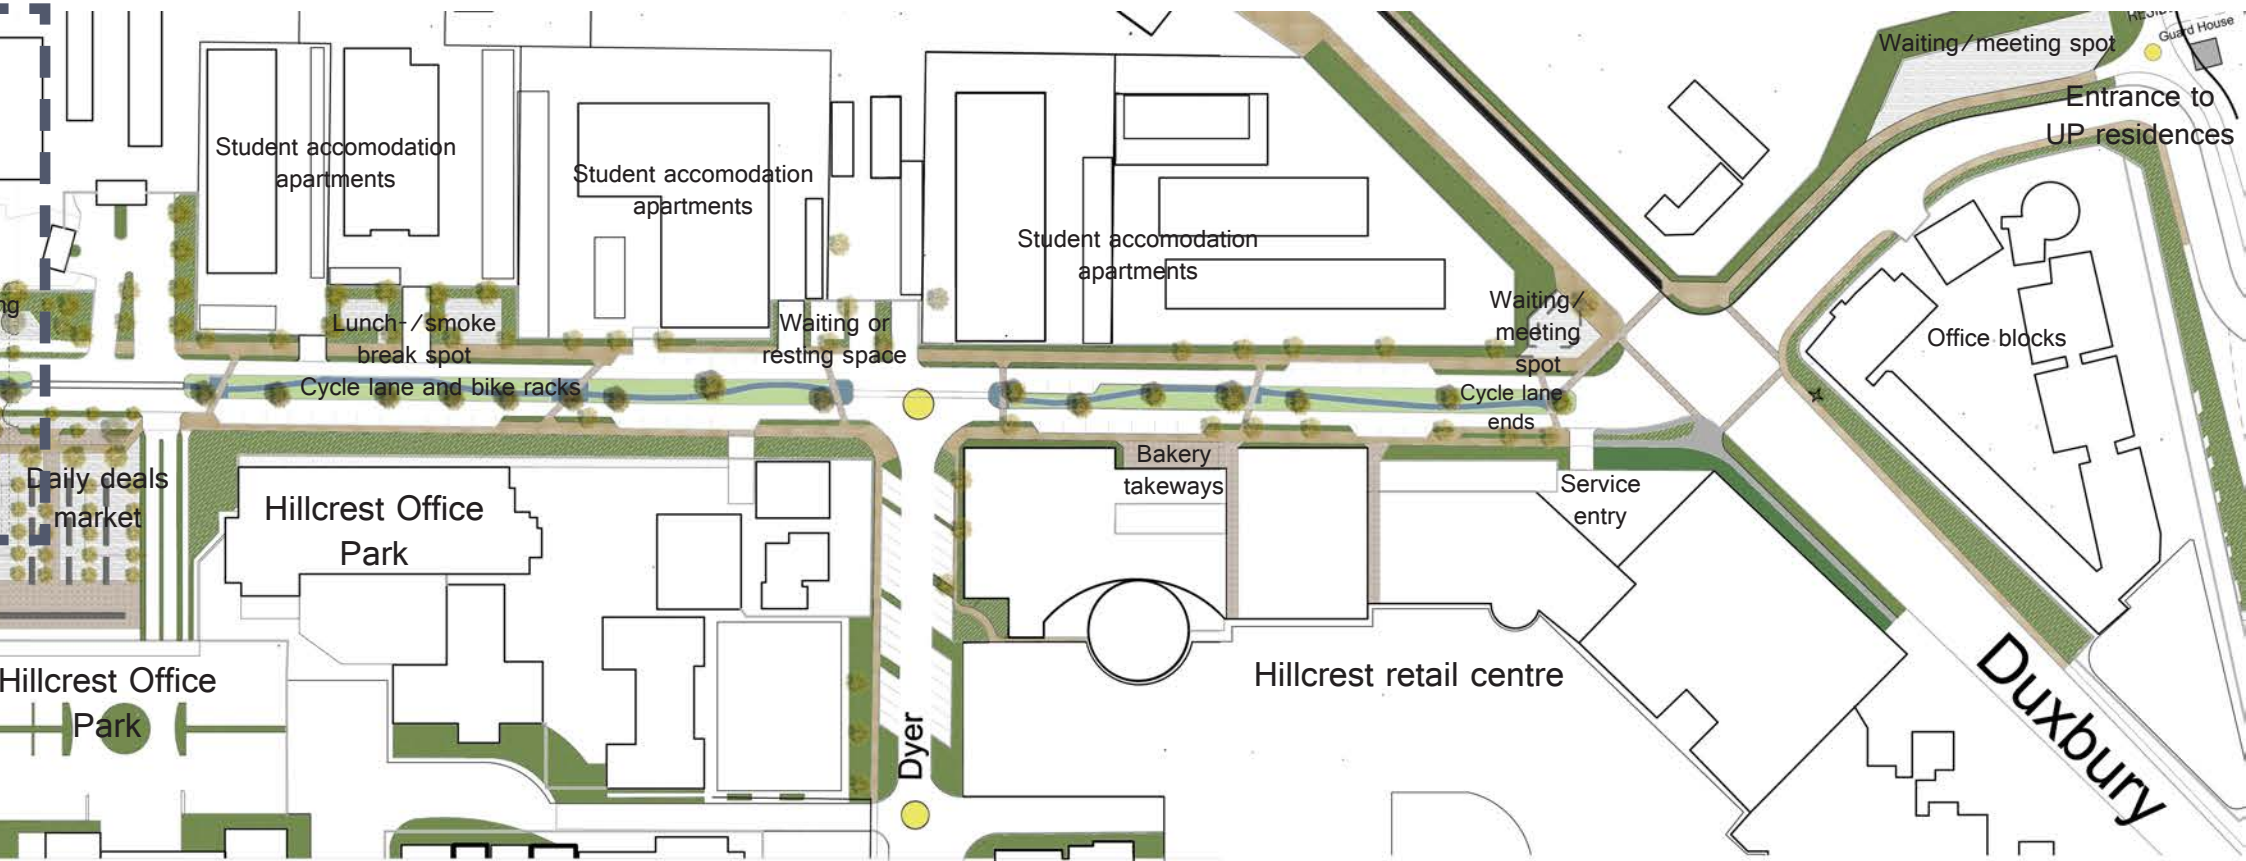 Guard House
Waiting/meeting spot
Entrance to
UP residences
Student accomodation
apartments
Student accomodation
apartments
Student accomodation
apartments
Waiting/
meeting
spot
Lunch-/smoke
break spot
Waiting or
resting space
Office blocks
Cycle lane and bike racks
Cycle lane
ends
Daily deals
market
Hillcrest Office
Park
Bakery
takeways
Service
entry
Hillcrest Office
Park
Hillcrest retail centre
Dyer
Duxbury